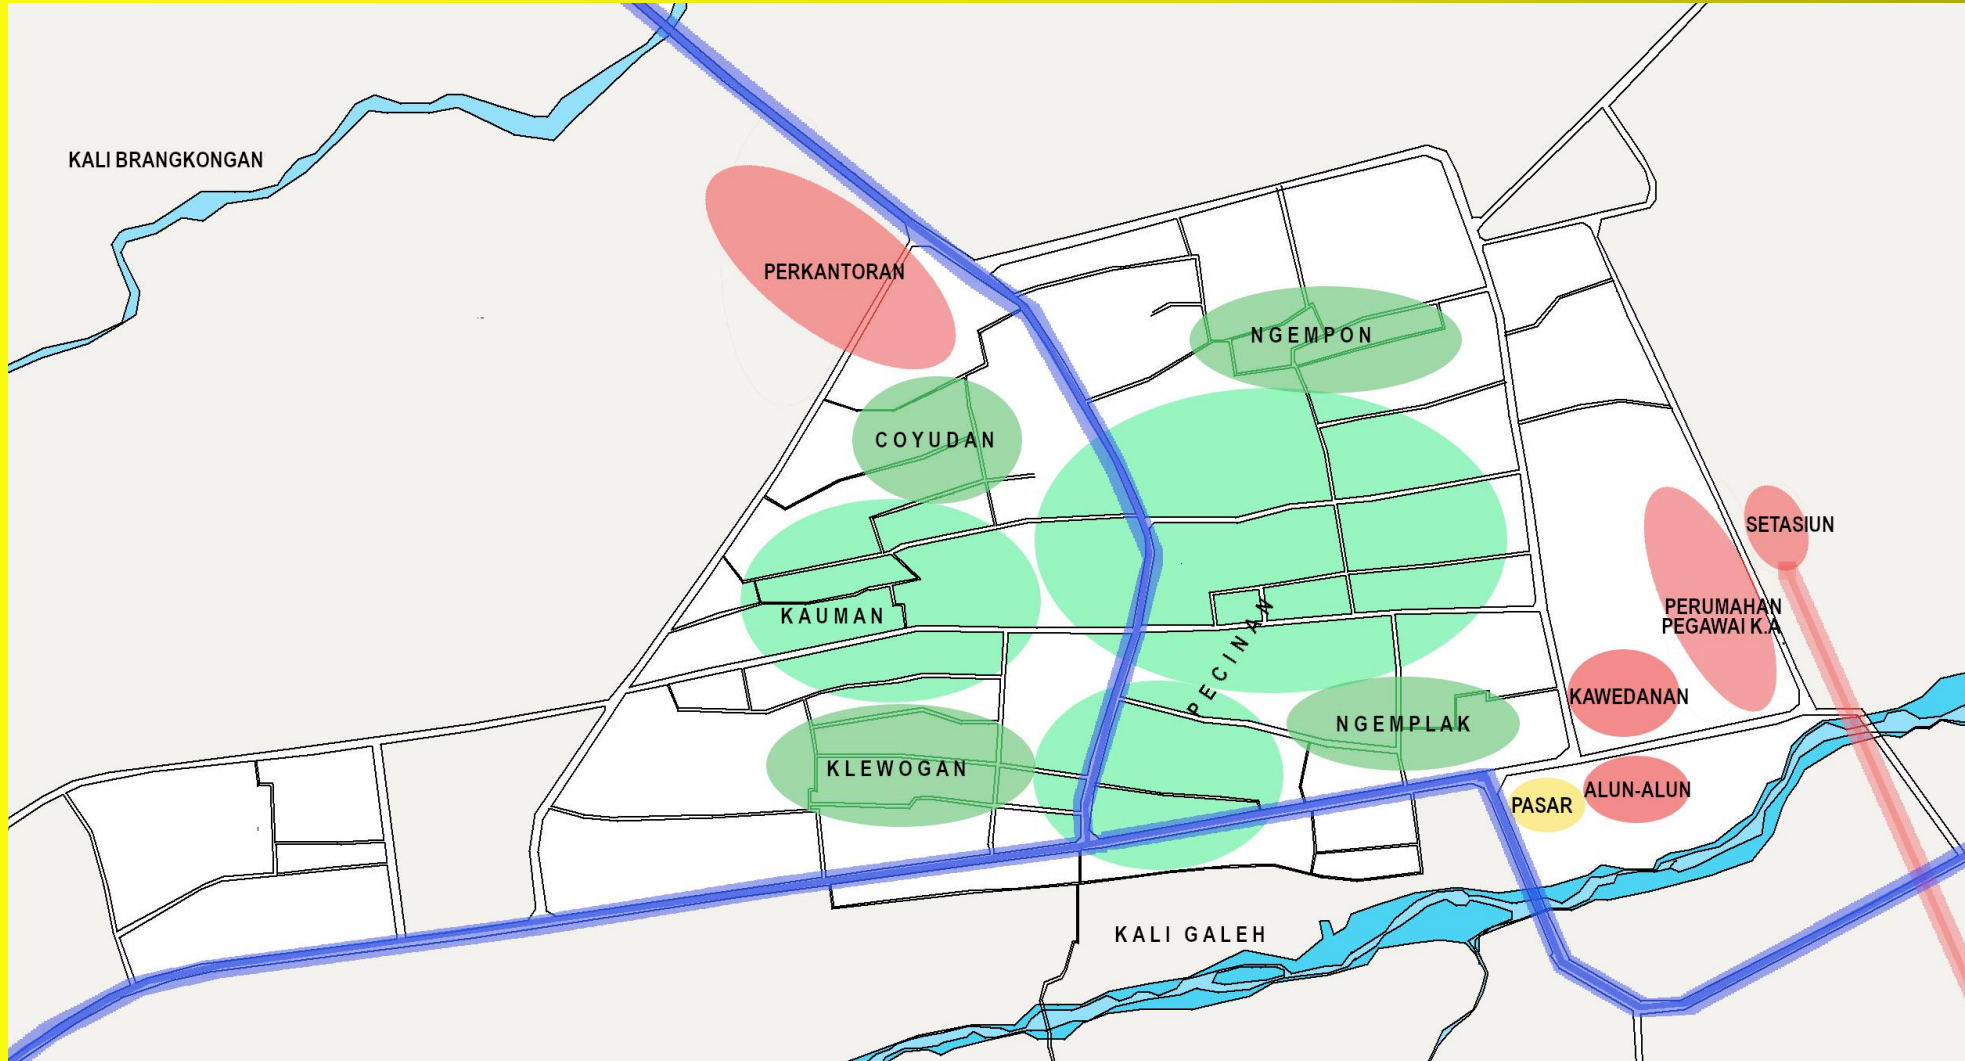 KALI BRANGKONGAN
PERKANTORAN
NGEMPON
COYUDAN
SETASIUN
KAUMAN
PERUMAHAN
PEGAWAI K.A
PECINAN
KAWEDANAN
NGEMPLAK
KLEWOGAN
ALUN-ALUN
PASAR
KALI GALEH